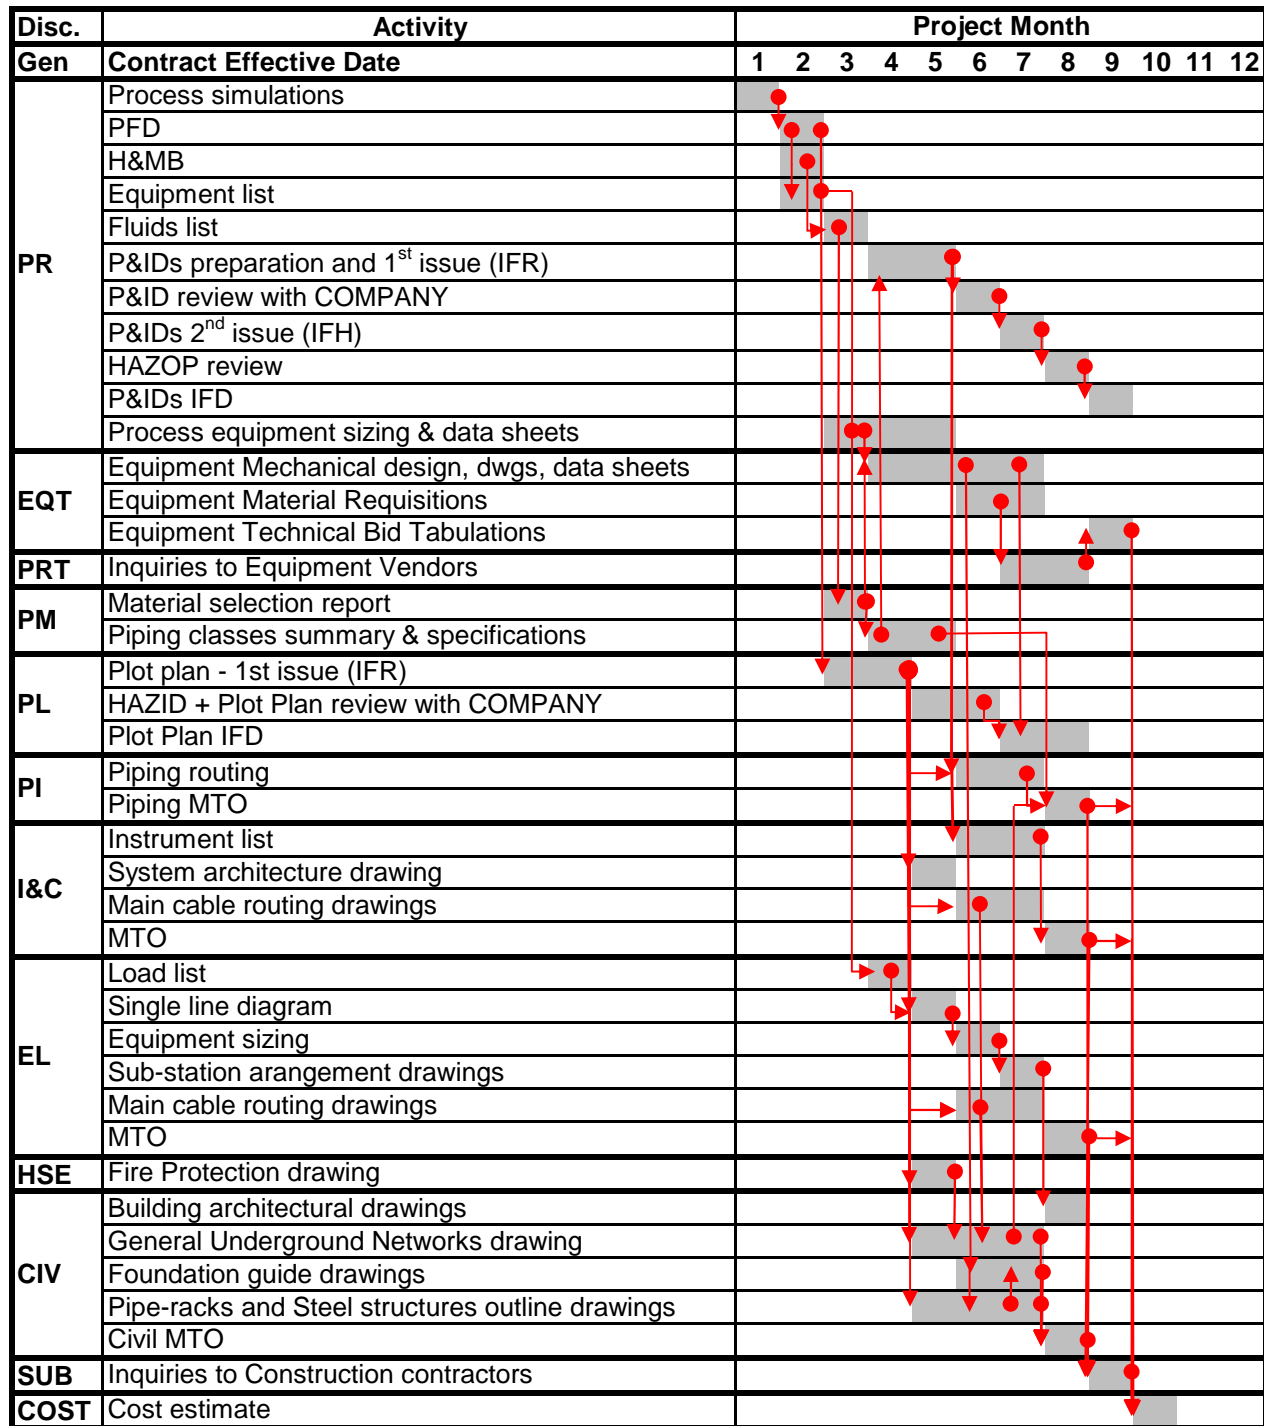 Disc. Activity Project Month
Gen Contract Effective Date 1 2 3 4 5 6 7 8 9 10 11 12
Process simulations
PFD
H&MB
Equipment list
Fluids list
PR P&IDs preparation and 1st issue (IFR)
P&ID review with COMPANY
P&IDs 2nd issue (IFH)
HAZOP review
P&IDs IFD
Process equipment sizing & data sheets
Equipment Mechanical design, dwgs, data sheets
EQT Equipment Material Requisitions
Equipment Technical Bid Tabulations
PRT Inquiries to Equipment Vendors
PM Material selection report
Piping classes summary & specifications
Plot plan - 1st issue (IFR)
PL HAZID + Plot Plan review with COMPANY
Plot Plan IFD
PI Piping routing
Piping MTO
Instrument list
I&C System architecture drawing
Main cable routing drawings
MTO
Load list
Single line diagram
EL Equipment sizing
Sub-station arangement drawings
Main cable routing drawings
MTO
HSE Fire Protection drawing
Building architectural drawings
General Underground Networks drawing
CIV Foundation guide drawings
Pipe-racks and Steel structures outline drawings
Civil MTO
SUB Inquiries to Construction contractors
COST Cost estimate